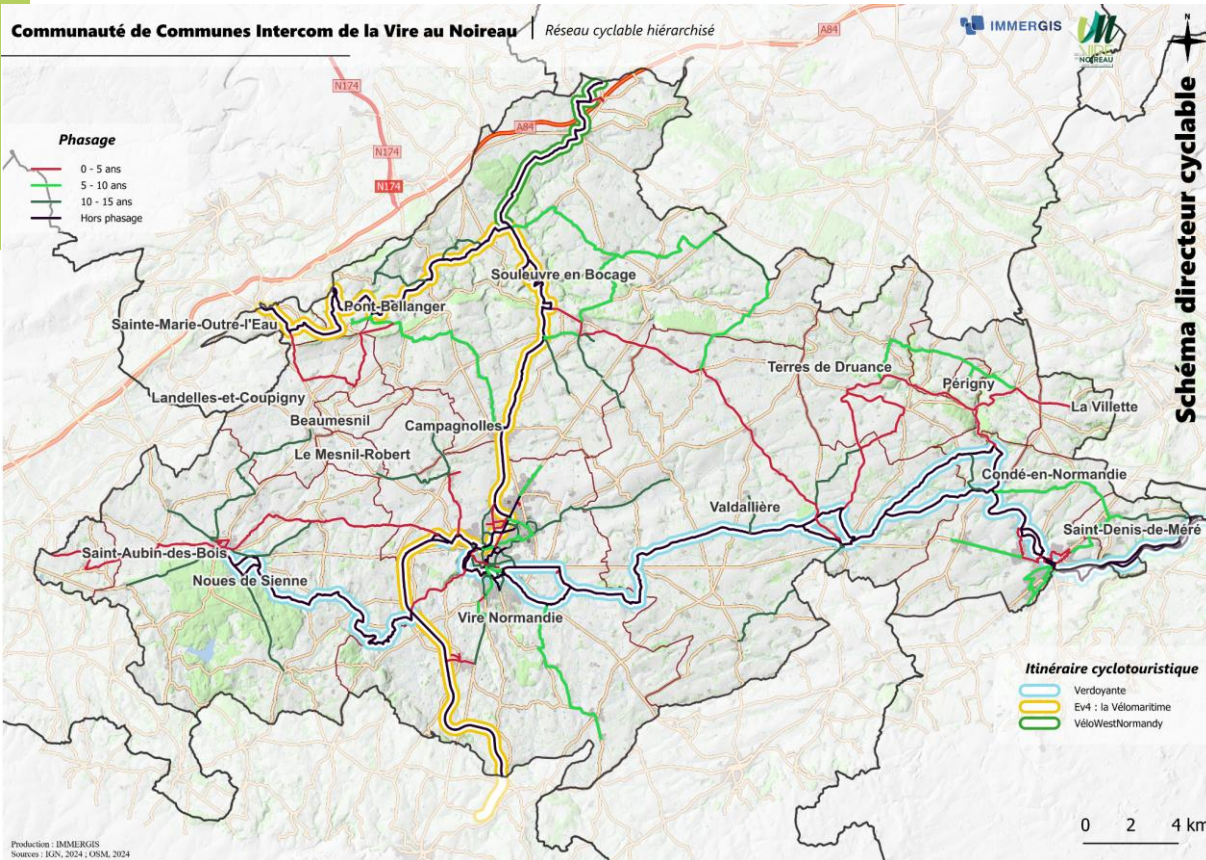 Communauté de Communes Intercom de la Vire au Noireau | Réseau cyclable hiérarchisé
IMMERGIS
VIRE
NOIREAU
N
A84
N174
A84
N174
N174
Schéma directeur cyclable
Phasage
0 - 5 ans
5 - 10 ans
10 - 15 ans
Hors phasage
Souleuvre en Bocage
Pont-Bellanger
Sainte-Marie-Outre-l'Eau
Terres de Druance
Périgny
Landelles-et-Coupigny
La Villette
Beaumesnil
Campagnolles
Le Mesnil-Robert
Condé-en-Normandie
Valdallière
Saint-Denis-de-Méré
Saint-Aubin-des-Bois
Noues de Sienne
Vire Normandie
Itinéraire cyclotouristique
Verdoyante
Ev4 : la Vélomaritime
VéloWestNormandy
0 2 4 km
Production : IMMERGIS
Sources : IGN, 2024 ; OSM, 2024